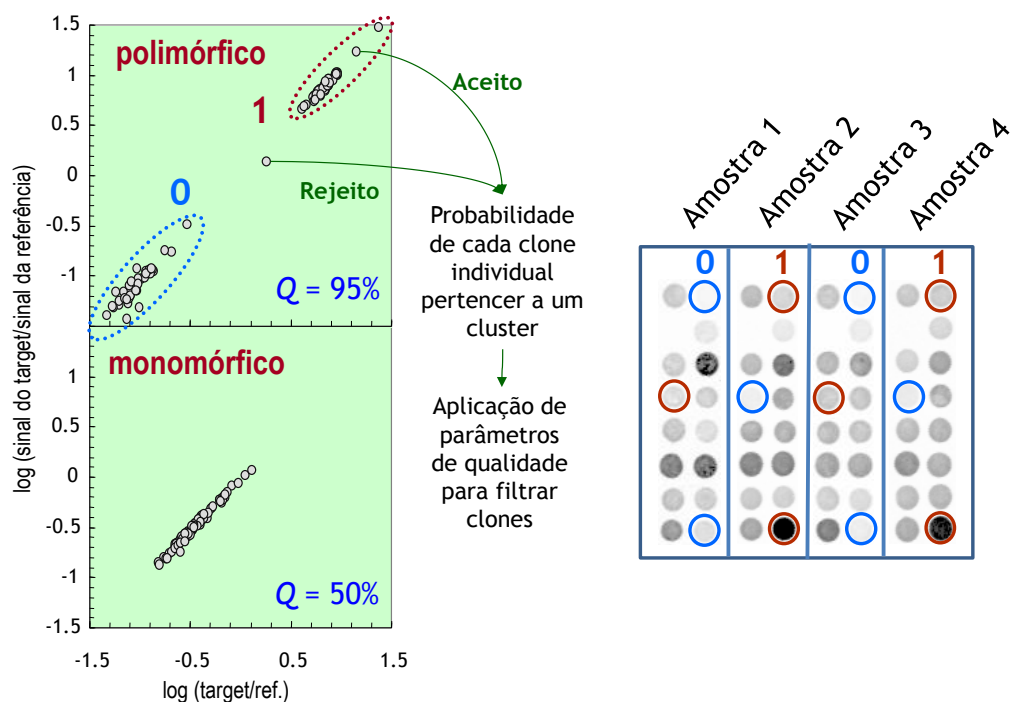 1.5
1
0.5
0
-0.5
-1
1
0.5
0
-0.5
-1
-1.5
-1.5
-0.5
0.5
1.5
log (sinal do target/sinal da referência)
log (target/ref.)
polimórfico
1
0
Q = 95%
monomórfico
Q = 50%
Aceito
Rejeito
Probabilidade
de cada clone
individual
pertencer a um
cluster
Aplicação de
parâmetros
de qualidade
para filtrar
clones
Amostra 1
Amostra 2
Amostra 3
Amostra 4
0
1
0
1